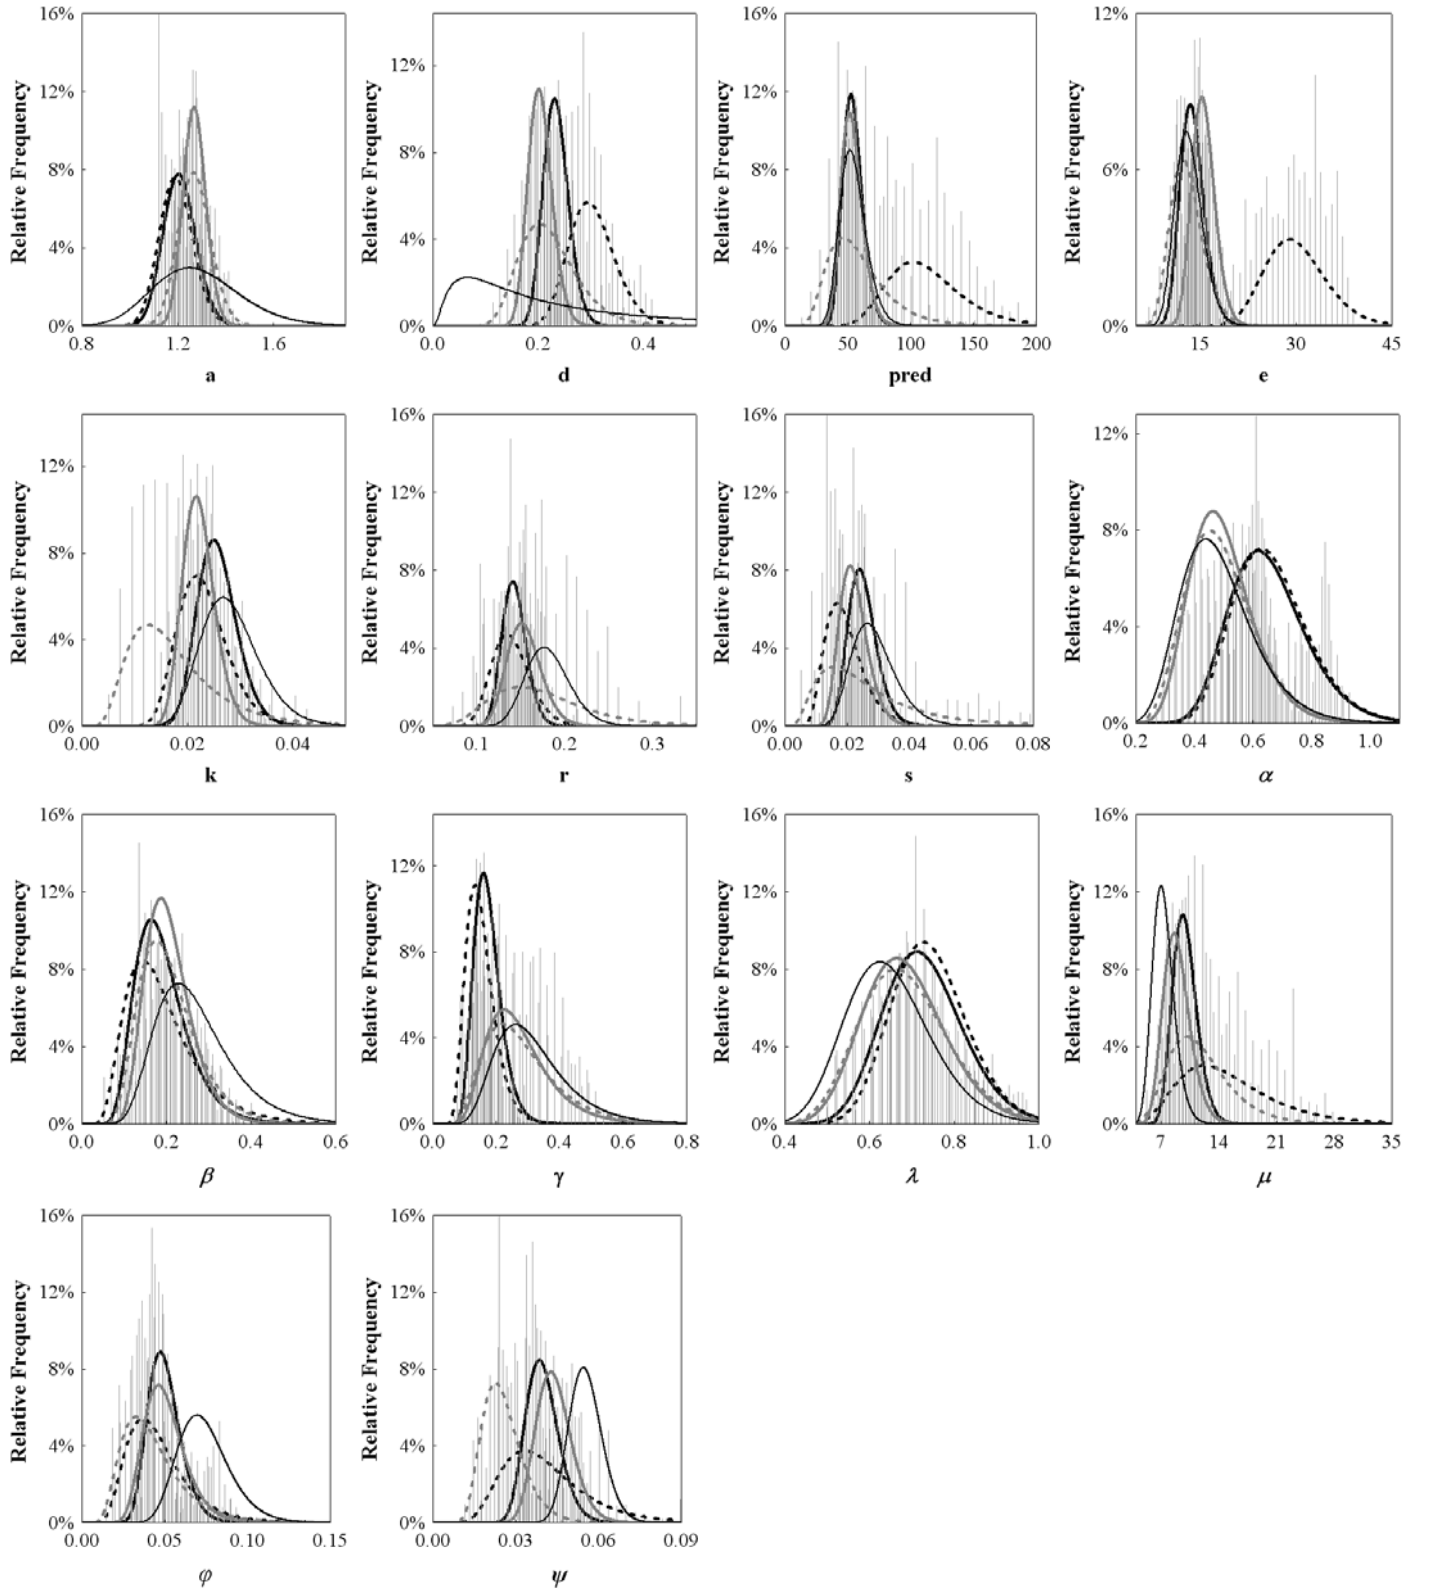 16% 16% 16% 12%
12% 12% 12%
8% 8% 8% 6%
4% 4% 4%
0% 0% 0% 0%
Relative Frequency Relative Frequency Relative Frequency Relative Frequency
0.8 1.2 1.6 0.0 0.2 0.4 0 50 100 150 200 15 30 45
a d pred e
16% 16%
12% 12% 12% 12%
8% 8% 8% 8%
4% 4% 4% 4%
0% 0% 0% 0%
Relative Frequency Relative Frequency Relative Frequency Relative Frequency
0.00 0.02 0.04 0.1 0.2 0.3 0.00 0.02 0.04 0.06 0.08 0.2 0.4 0.6 0.8 1.0
k r s α
16% 16% 16%
12% 12% 12% 12%
8% 8% 8% 8%
4% 4% 4% 4%
0% 0% 0% 0%
Relative Frequency Relative Frequency Relative Frequency Relative Frequency
0.0 0.2 0.4 0.6 0.0 0.2 0.4 0.6 0.8 0.4 0.6 0.8 1.0 7 14 21 28 35
β γ λ μ
16% 16%
12% 12%
8% 8%
4% 4%
0% 0%
Relative Frequency Relative Frequency
0.00 0.05 0.10 0.15 0.00 0.03 0.06 0.09
φ ψ